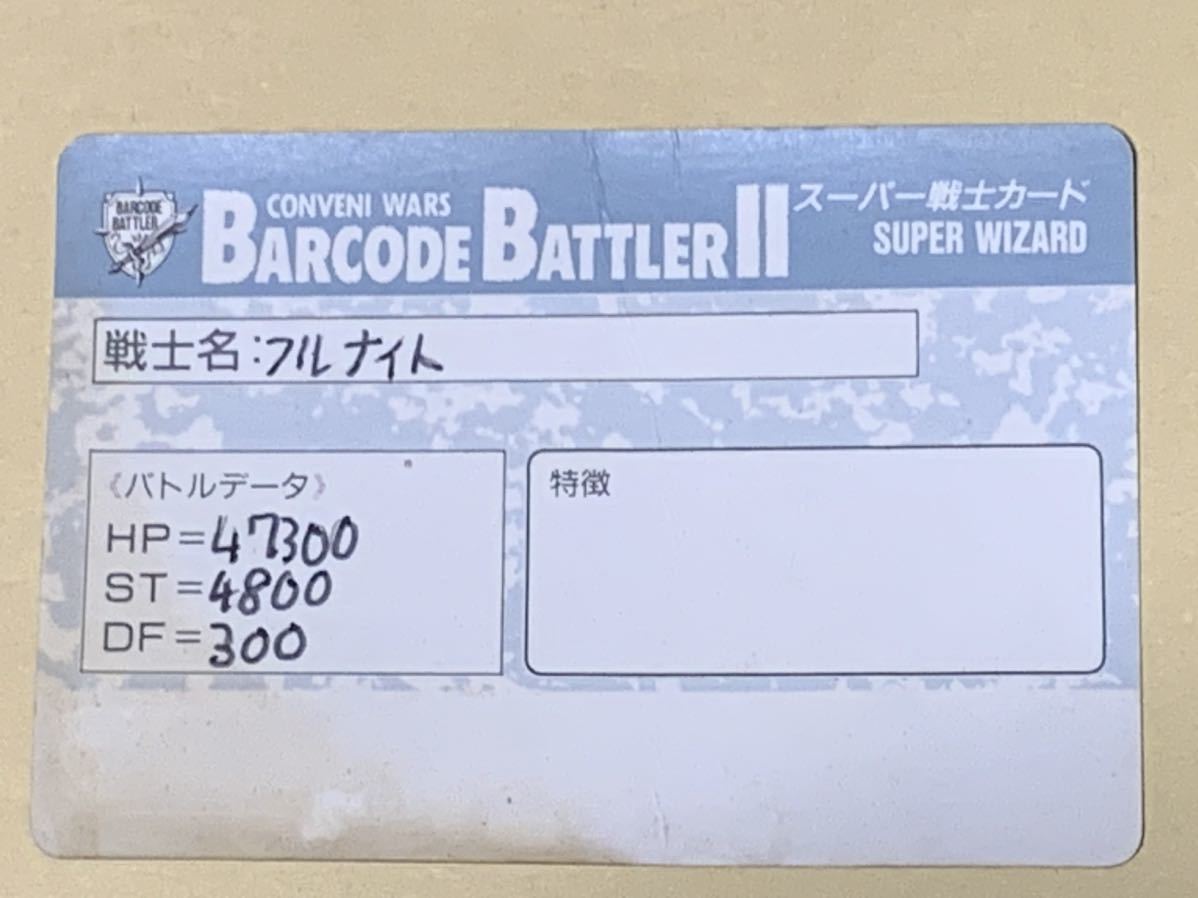 BARCODE
BATTLER
CONVENI WARS
BARCODE BATTLER II
スーパー戦士カード
SUPER WIZARD
戦士名:フルナイト
《バトルデータ》
HP=47300
ST=4800
DF=300
特徴